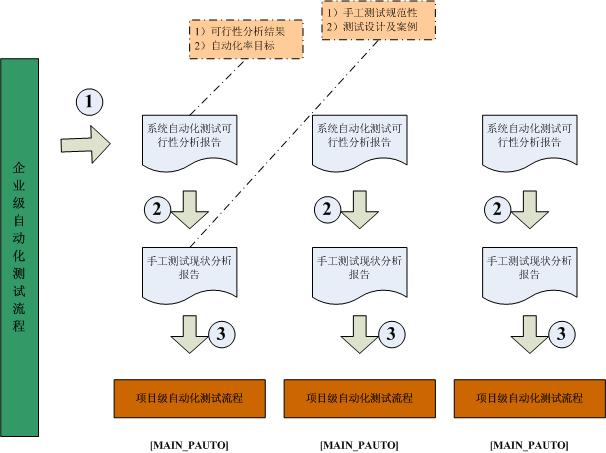 1）可行性分析结果
2）自动化率目标
1）手工测试规范性
2）测试设计及案例
企业级自动化测试流程
1
系统自动化测试可
行性分析报告
系统自动化测试可
行性分析报告
系统自动化测试可
行性分析报告
2
2
2
手工测试现状分析
报告
手工测试现状分析
报告
手工测试现状分析
报告
3
3
3
项目级自动化测试流程
项目级自动化测试流程
项目级自动化测试流程
[MAIN_PAUTO]
[MAIN_PAUTO]
[MAIN_PAUTO]